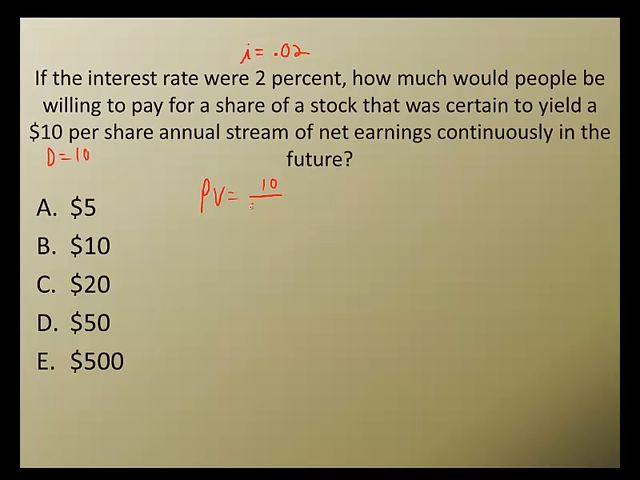 i = .02
If the interest rate were 2 percent, how much would people be
willing to pay for a share of a stock that was certain to yield a
$10 per share annual stream of net earnings continuously in the
D = 10 future?
PV = 10
A. $5
B. $10
C. $20
D. $50
E. $500